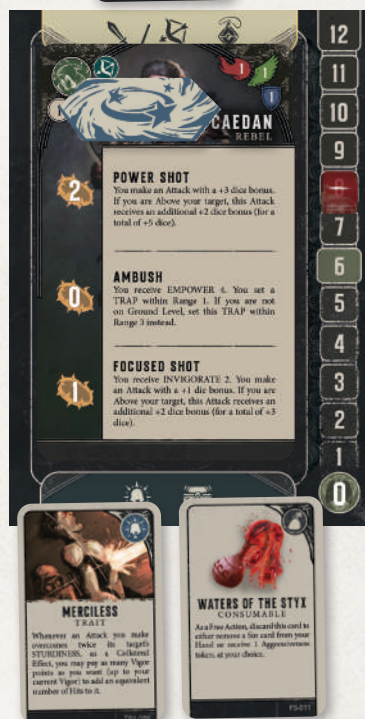 12
11
10
9
7
6
5
4
3
2
1
0
1
1
1
CAEDAN
REBEL
2
POWER SHOT
You make an Attack with a +3 dice bonus.
If you are Above your target, this Attack
receives an additional +2 dice bonus (for a
total of +5 dice).
0
AMBUSH
You receive EMPOWER 4. You set a
TRAP within Range 1. If you are not
on Ground Level, set this TRAP within
Range 3 instead.
1
FOCUSED SHOT
You receive INVIGORATE 2. You make
an Attack with a +1 die bonus. If you are
Above your target, this Attack receives an
additional +2 dice bonus (for a total of +3
dice).
MERCILESS
TRAIT
Whenever an Attack you make
overcomes twice its target's
STURDINESS, as a Collateral
Effect, you may pay as many Vigor
points as you want (up to your
current Vigor) to add an equivalent
number of Hits to it.
WATERS OF THE STYX
CONSUMABLE
As a Free Action, discard this card to
either remove a Sin card from your
Hand or receive 1 Aggressiveness
token, at your choice.
PS-011